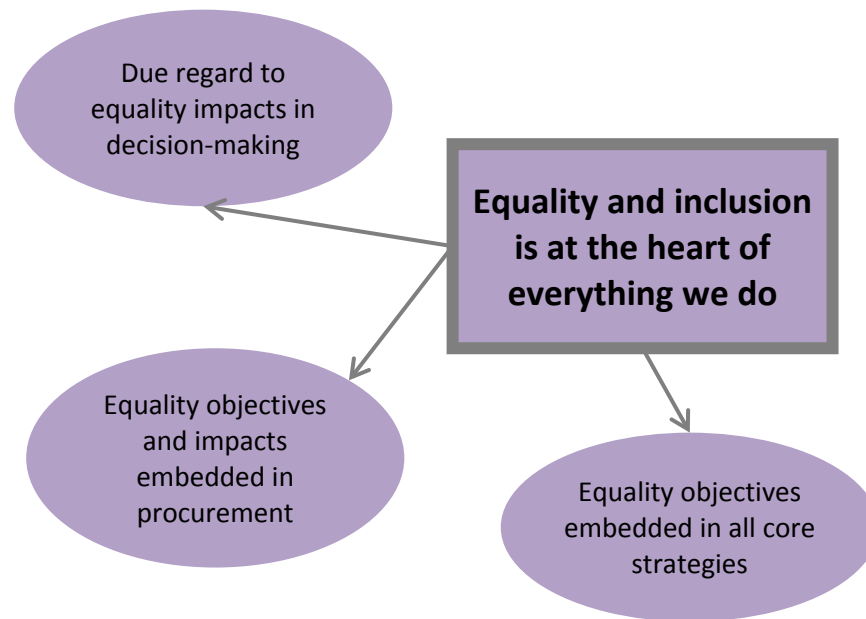 Due regard to
equality impacts in
decision-making
Equality and inclusion
is at the heart of
everything we do
Equality objectives
and impacts
embedded in
procurement
Equality objectives
embedded in all core
strategies